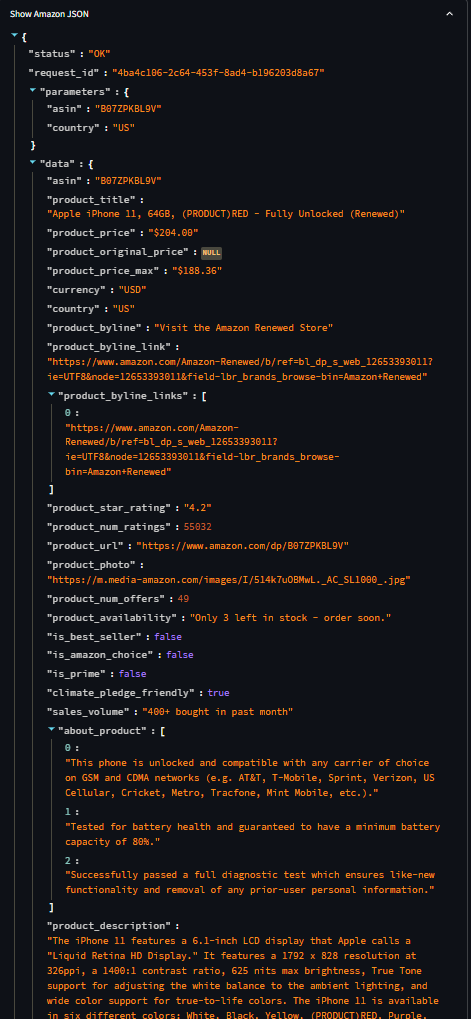 Show Amazon JSON
{
"status" : "OK"
"request_id" : "4ba4c106-2c64-453f-8ad4-b196203d8a67"
"parameters" : {
"asin" : "B07ZPKBL9V"
"country" : "US"
}
"data" : {
"asin" : "B07ZPKBL9V"
"product_title" :
"Apple iPhone 11, 64GB, (PRODUCT)RED - Fully Unlocked (Renewed)"
"product_price" : "$204.00"
"product_original_price" : NULL
"product_price_max" : "$188.36"
"currency" : "USD"
"country" : "US"
"product_byline" : "Visit the Amazon Renewed Store"
"product_byline_link" :
"https://www.amazon.com/Amazon-Renewed/b/ref=bl_dp_s_web_12653393011?
ie=UTF8&node=12653393011&field-lbr_brands_browse-bin=Amazon+Renewed"
"product_byline_links" : [
0 :
"https://www.amazon.com/Amazon-
Renewed/b/ref=bl_dp_s_web_12653393011?
ie=UTF8&node=12653393011&field-lbr_brands_browse-
bin=Amazon+Renewed"
]
"product_star_rating" : "4.2"
"product_num_ratings" : 55032
"product_url" : "https://www.amazon.com/dp/B07ZPKBL9V"
"product_photo" :
"https://m.media-amazon.com/images/I/514k7uOBMwL._AC_SL1000_.jpg"
"product_num_offers" : 49
"product_availability" : "Only 3 left in stock - order soon."
"is_best_seller" : false
"is_amazon_choice" : false
"is_prime" : false
"climate_pledge_friendly" : true
"sales_volume" : "400+ bought in past month"
"about_product" : [
0 :
"This phone is unlocked and compatible with any carrier of choice
on GSM and CDMA networks (e.g. AT&T, T-Mobile, Sprint, Verizon, US
Cellular, Cricket, Metro, Tracfone, Mint Mobile, etc.)."
1 :
"Tested for battery health and guaranteed to have a minimum battery
capacity of 80%."
2 :
"Successfully passed a full diagnostic test which ensures like-new
functionality and removal of any prior-user personal information."
]
"product_description" :
"The iPhone 11 features a 6.1-inch LCD display that Apple calls a
"Liquid Retina HD Display." It features a 1792 x 828 resolution at
326ppi, a 1400:1 contrast ratio, 625 nits max brightness, True Tone
support for adjusting the white balance to the ambient lighting, and
wide color support for true-to-life colors. The iPhone 11 is available
in six different colors: White, Black, Yellow, (PRODUCT)RED, Purple,